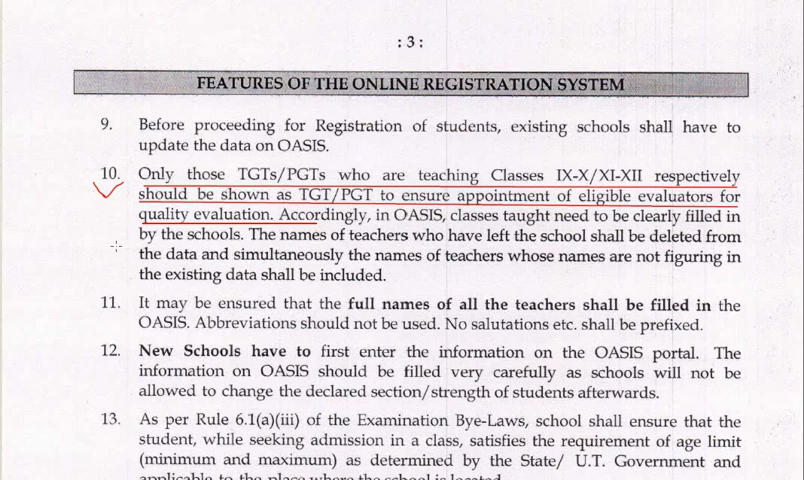 : 3 :
FEATURES OF THE ONLINE REGISTRATION SYSTEM
9. Before proceeding for Registration of students, existing schools shall have to
update the data on OASIS.
10. Only those TGTs/PGTs who are teaching Classes IX-X/XI-XII respectively
should be shown as TGT/PGT to ensure appointment of eligible evaluators for
quality evaluation. Accordingly, in OASIS, classes taught need to be clearly filled in
by the schools. The names of teachers who have left the school shall be deleted from
the data and simultaneously the names of teachers whose names are not figuring in
the existing data shall be included.
11. It may be ensured that the full names of all the teachers shall be filled in the
OASIS. Abbreviations should not be used. No salutations etc. shall be prefixed.
12. New Schools have to first enter the information on the OASIS portal. The
information on OASIS should be filled very carefully as schools will not be
allowed to change the declared section/strength of students afterwards.
13. As per Rule 6.1(a)(iii) of the Examination Bye-Laws, school shall ensure that the
student, while seeking admission in a class, satisfies the requirement of age limit
(minimum and maximum) as determined by the State/ U.T. Government and
applicable to the place where the school is located.